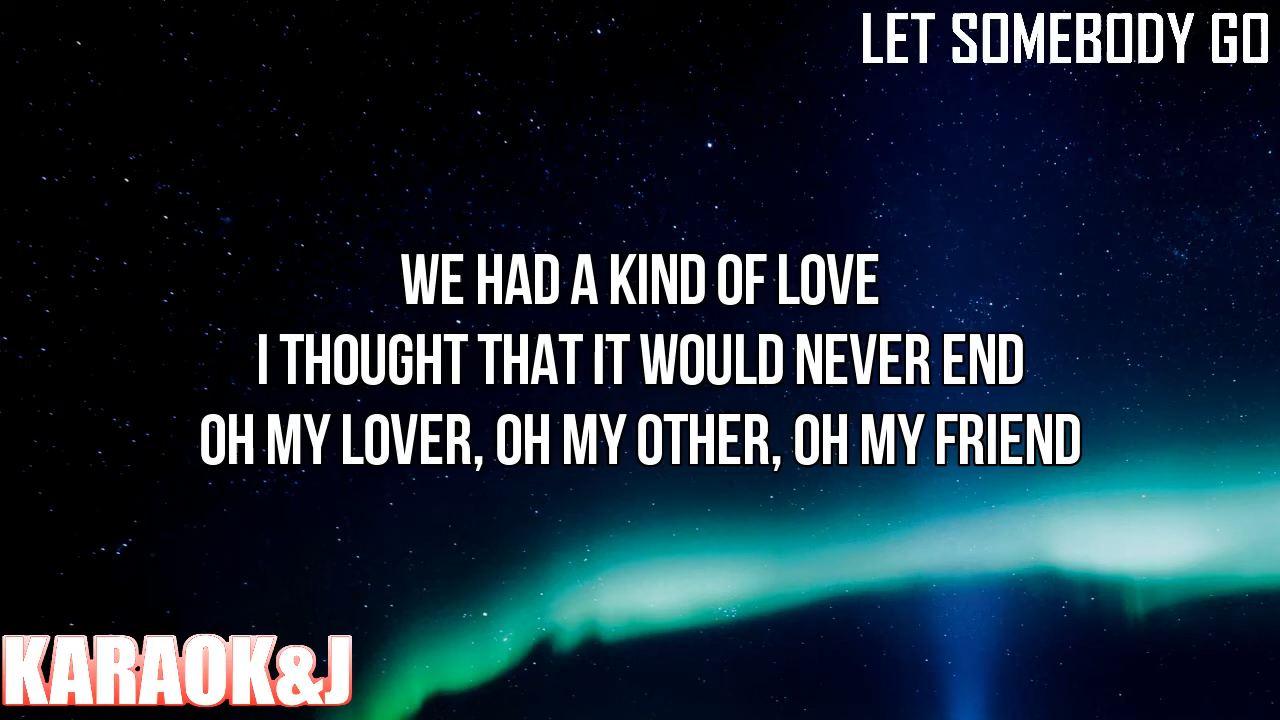 LET SOMEBODY GO
WE HAD A KIND OF LOVE
I THOUGHT THAT IT WOULD NEVER END
OH MY LOVER, OH MY OTHER, OH MY FRIEND
KARAOK&J